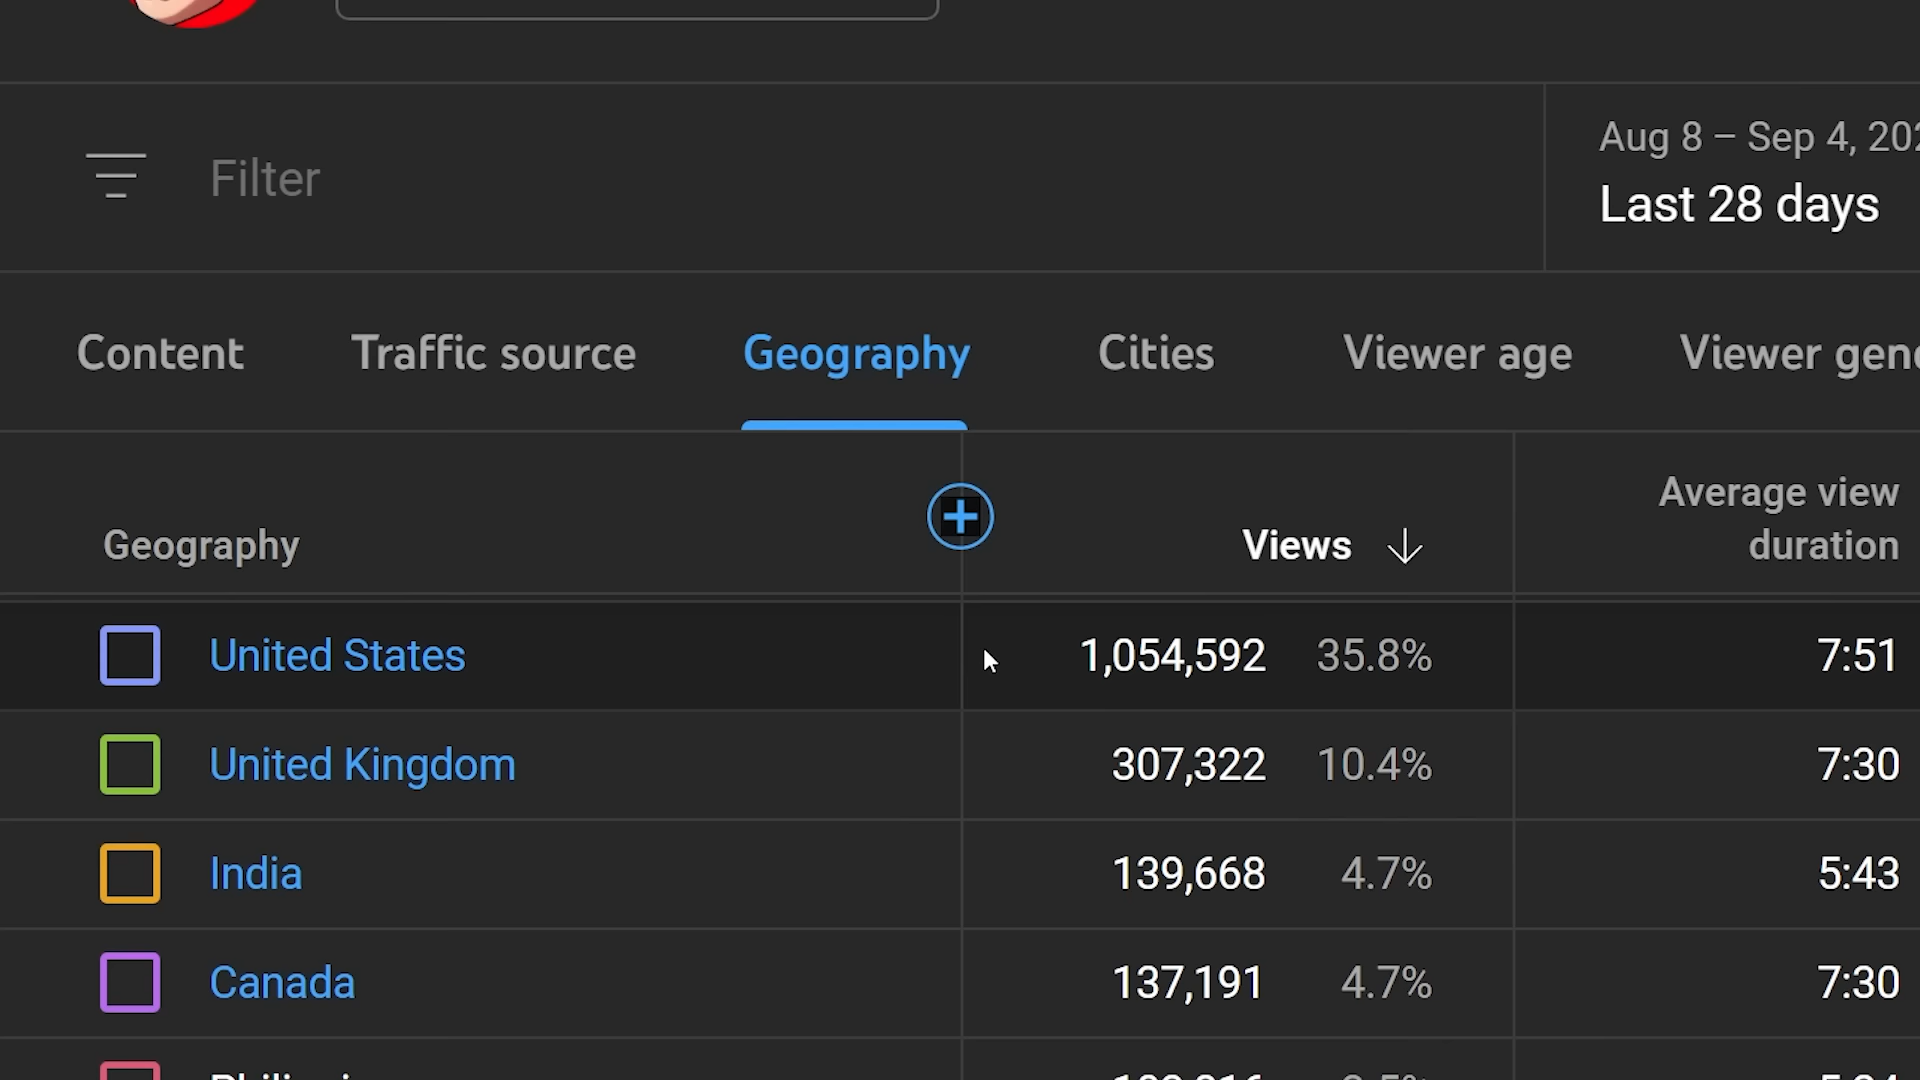 Filter
Aug 8 – Sep 4, 202
Last 28 days
Content Traffic source Geography Cities Viewer age Viewer gen
Geography Views Average view
duration
United States 1,054,592 35.8% 7:51
United Kingdom 307,322 10.4% 7:30
India 139,668 4.7% 5:43
Canada 137,191 4.7% 7:30